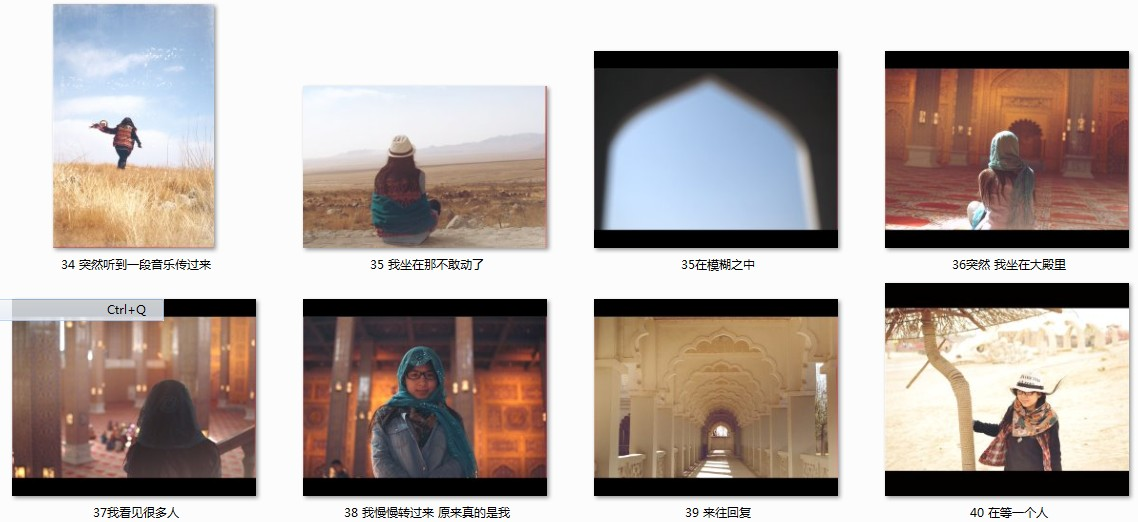 34 突然听到一段音乐传过来
35 我坐在那不敢动了
35在模糊之中
36突然 我坐在大殿里
Ctrl+Q
37我看见很多人
38 我慢慢转过来 原来真的是我
39 来往回复
40 在等一个人